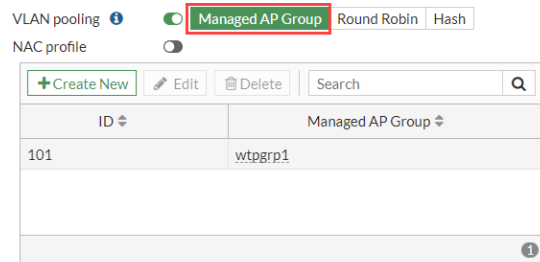 VLAN pooling Managed AP Group Round Robin Hash
NAC profile
+Create New Edit Delete Search
ID Managed AP Group
101 wtpgrp1
1